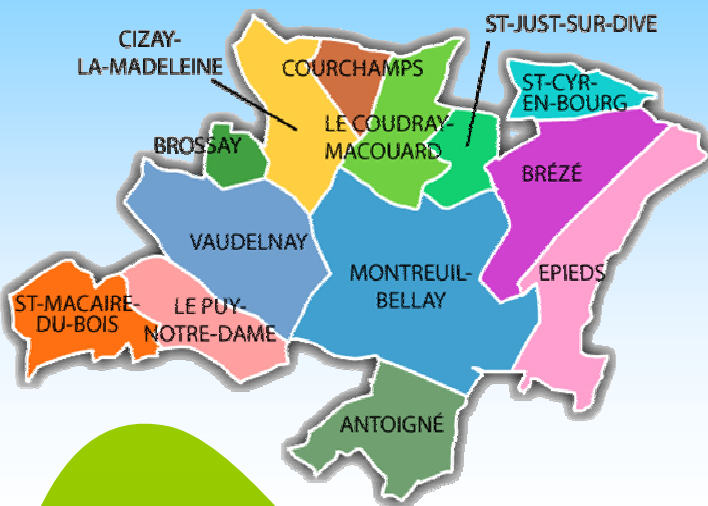 ST-JUST-SUR-DIVE
CIZAY-
LA-MADELEINE
COURCHAMPS
ST-CYR-
EN-BOURG
LE COUDRAY-
MACOUARD
BROSSAY
BRÉZÉ
VAUDELNAY
MONTREUIL-
BELLAY
EPIEDS
ST-MACAIRE-
DU-BOIS
LE PUY-
NOTRE-DAME
ANTOIGNÉ